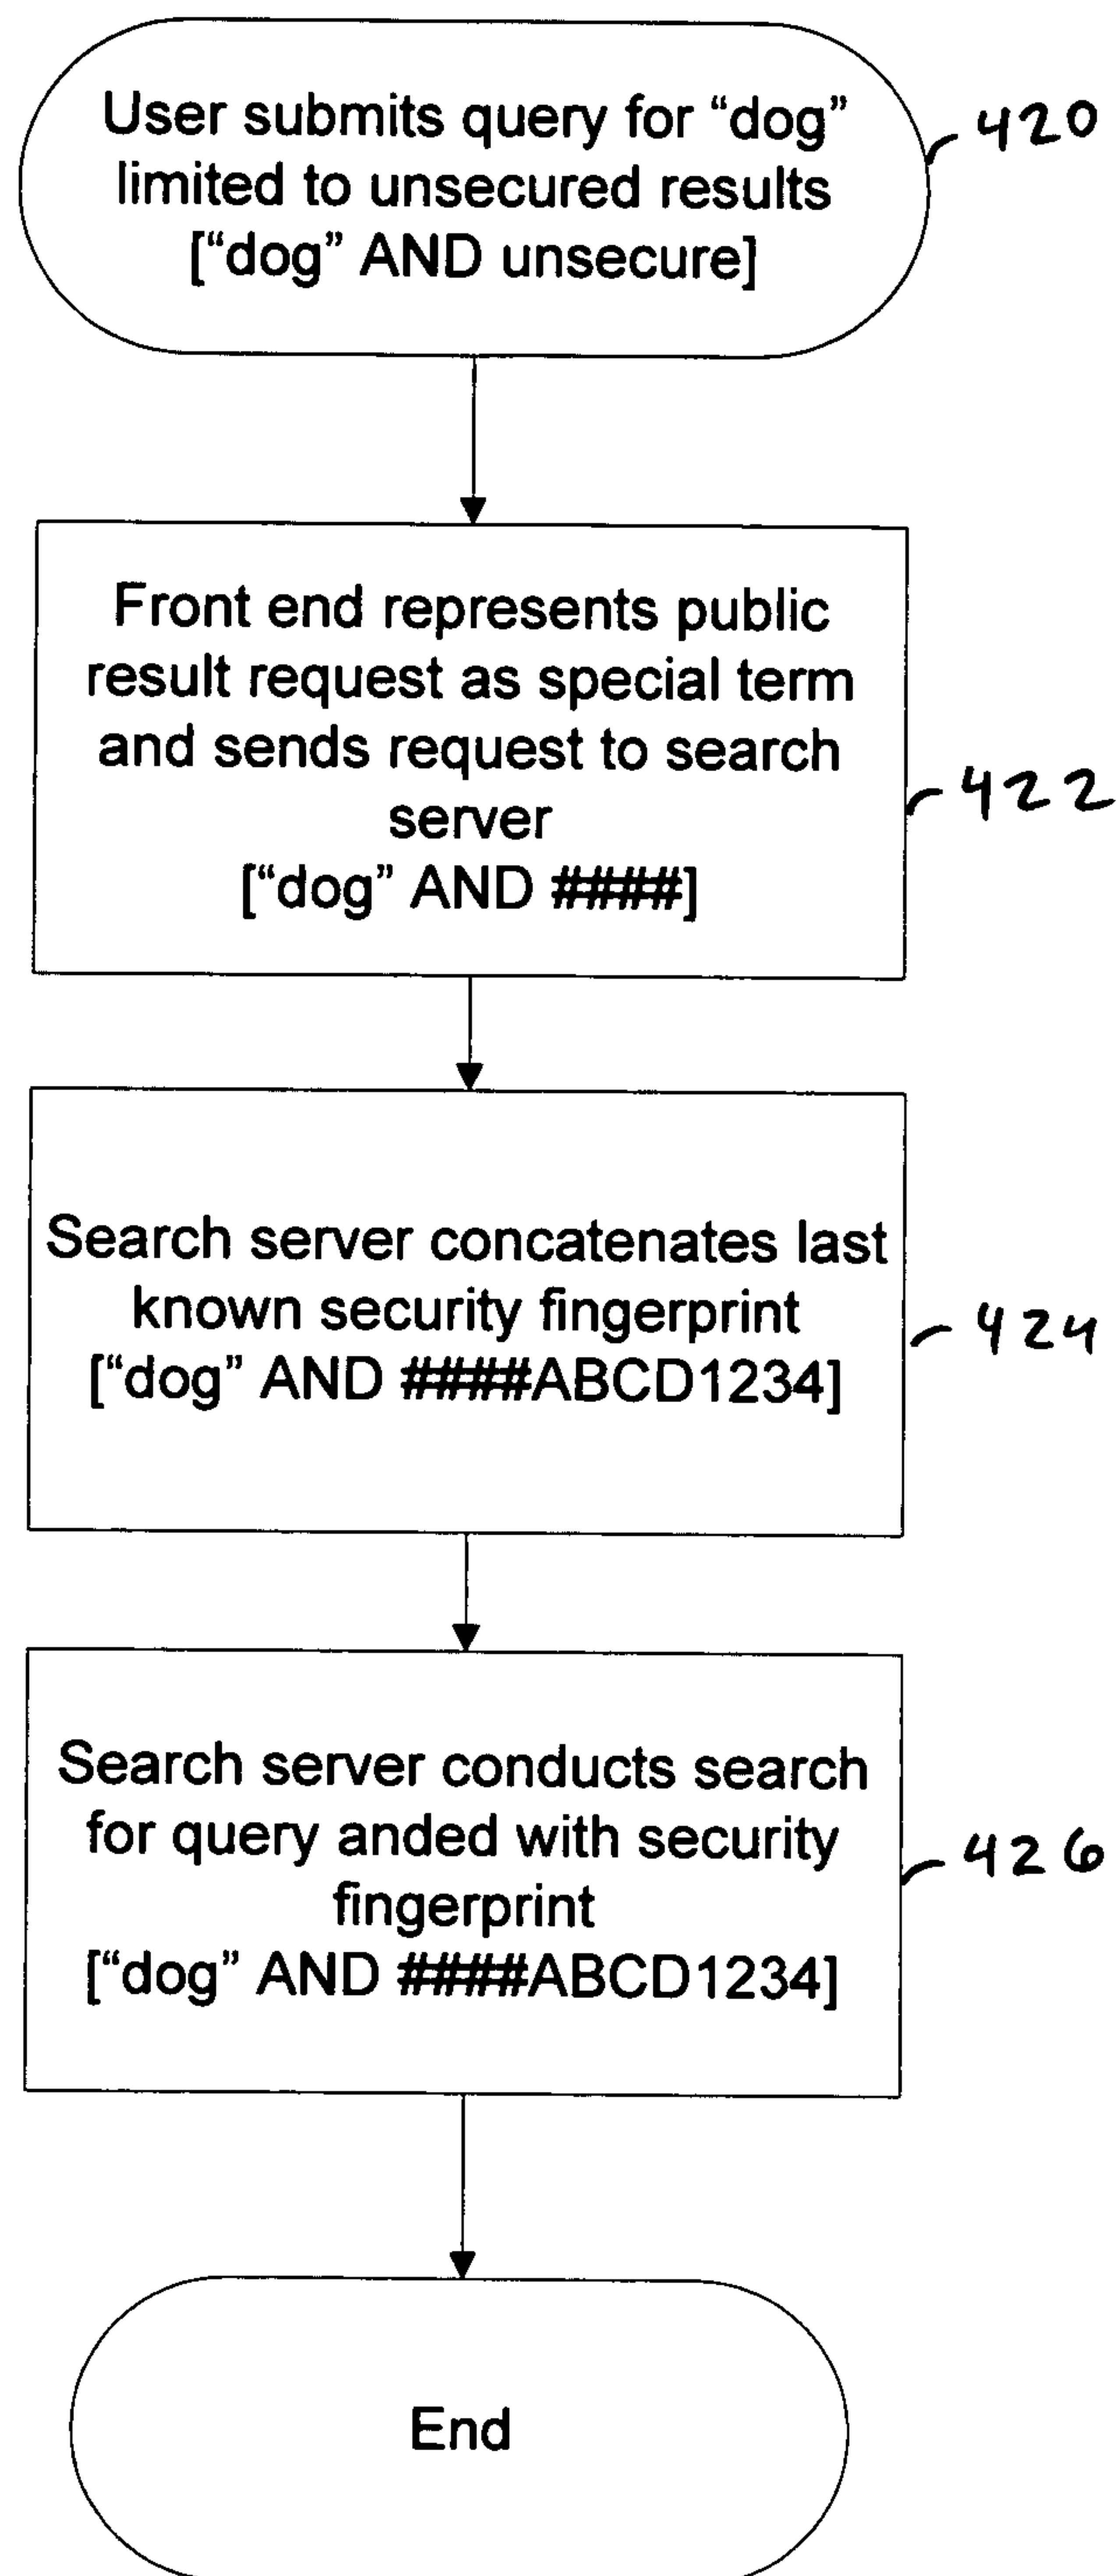 User submits query for “dog”
limited to unsecured results
[“dog” AND unsecure]
420
Front end represents public
result request as special term
and sends request to search
server
[“dog” AND ####]
422
Search server concatenates last
known security fingerprint
[“dog” AND ####ABCD1234]
424
Search server conducts search
for query anded with security
fingerprint
[“dog” AND ####ABCD1234]
426
End